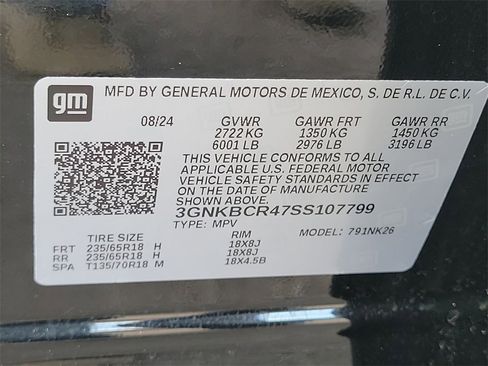 gm
MFD BY GENERAL MOTORS DE MEXICO, S. DE R.L. DE C.V.
08/24 GVWR GAWR FRT GAWR RR
2722 KG 1350 KG 1450 KG
6001 LB 2976 LB 3196 LB
THIS VEHICLE CONFORMS TO ALL
APPLICABLE U.S. FEDERAL MOTOR
VEHICLE SAFETY STANDARDS IN EFFECT
ON THE DATE OF MANUFACTURE
SHOWN ABOVE.
3GNKBCR47SS107799
TYPE: MPV MODEL: 791NK26
TIRE SIZE RIM
FRT 235/65R18 H 18X8J
RR 235/65R18 H 18X8J
SPA T135/70R18 M 18X4.5B